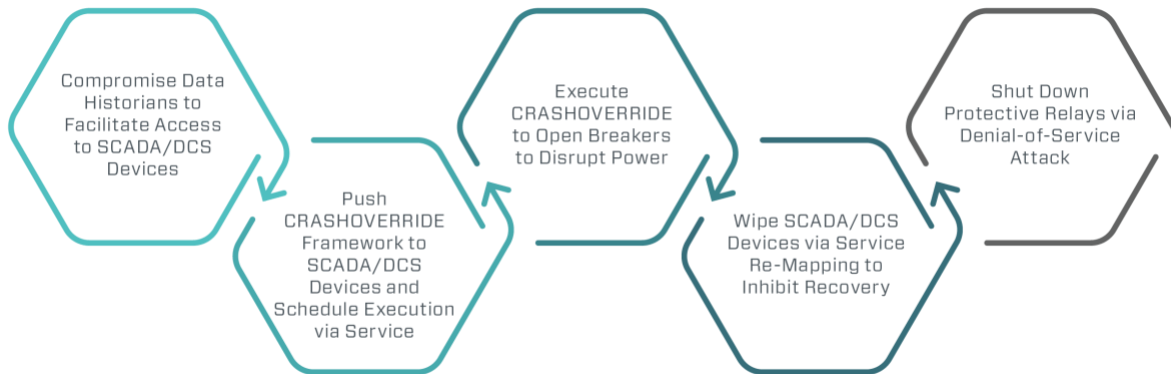 Compromise Data
Historians to
Facilitate Access
to SCADA/DCS
Devices
Push
CRASHOVERRIDE
Framework to
SCADA/DCS
Devices and
Schedule Execution
via Service
Execute
CRASHOVERRIDE
to Open Breakers
to Disrupt Power
Wipe SCADA/DCS
Devices via Service
Re-Mapping to
Inhibit Recovery
Shut Down
Protective Relays via
Denial-of-Service
Attack